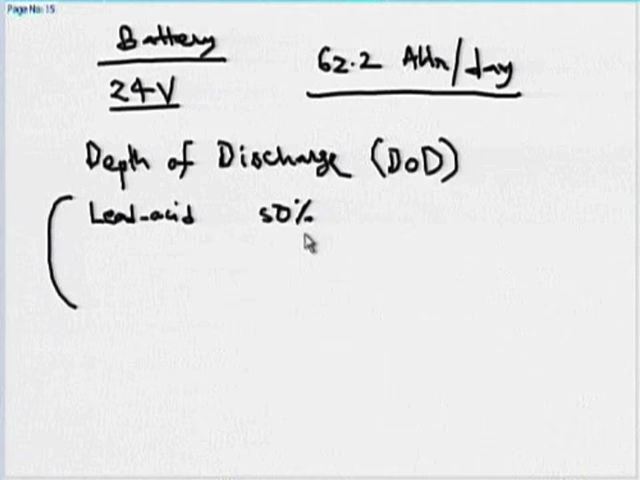 Page No: 15
Battery
24V
62.2 AHr/day
Depth of Discharge (DoD)
Lead-acid 50%